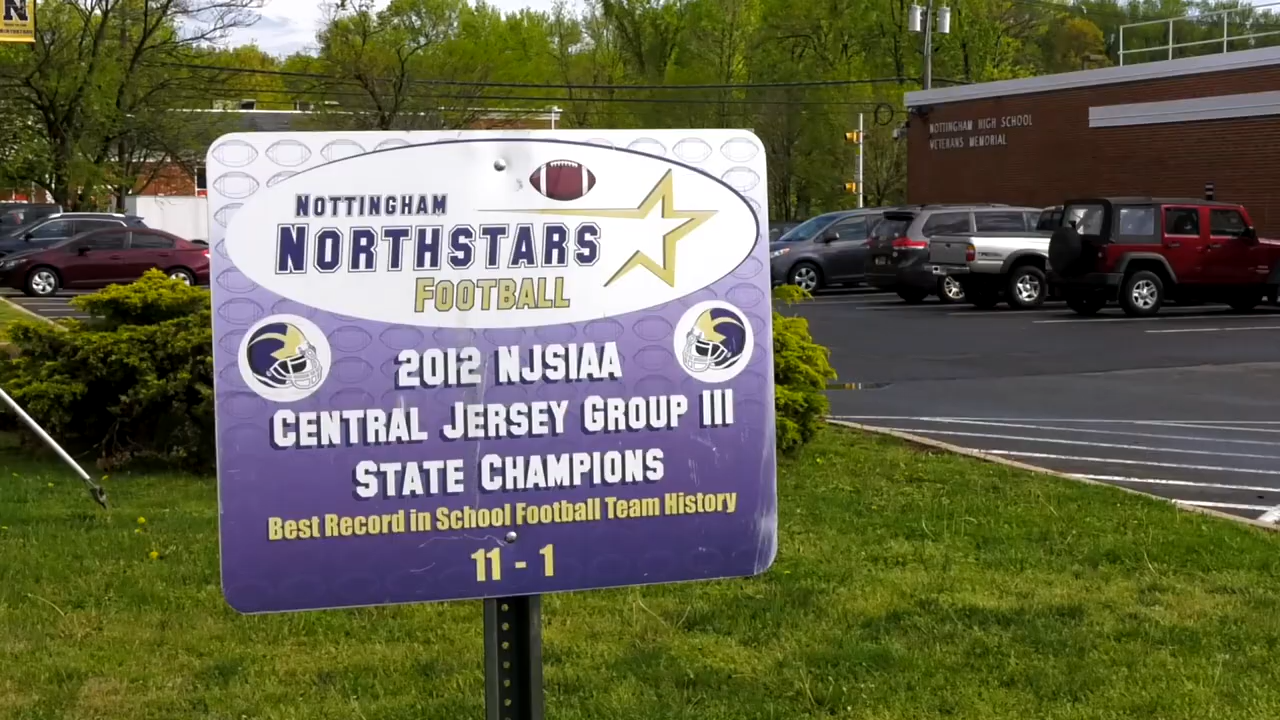 N
NOTTINGHAM HIGH SCHOOL
VETERANS MEMORIAL
NOTTINGHAM
NORTHSTARS
FOOTBALL
2012 NJSIAA
CENTRAL JERSEY GROUP III
STATE CHAMPIONS
Best Record in School Football Team History
11 - 1